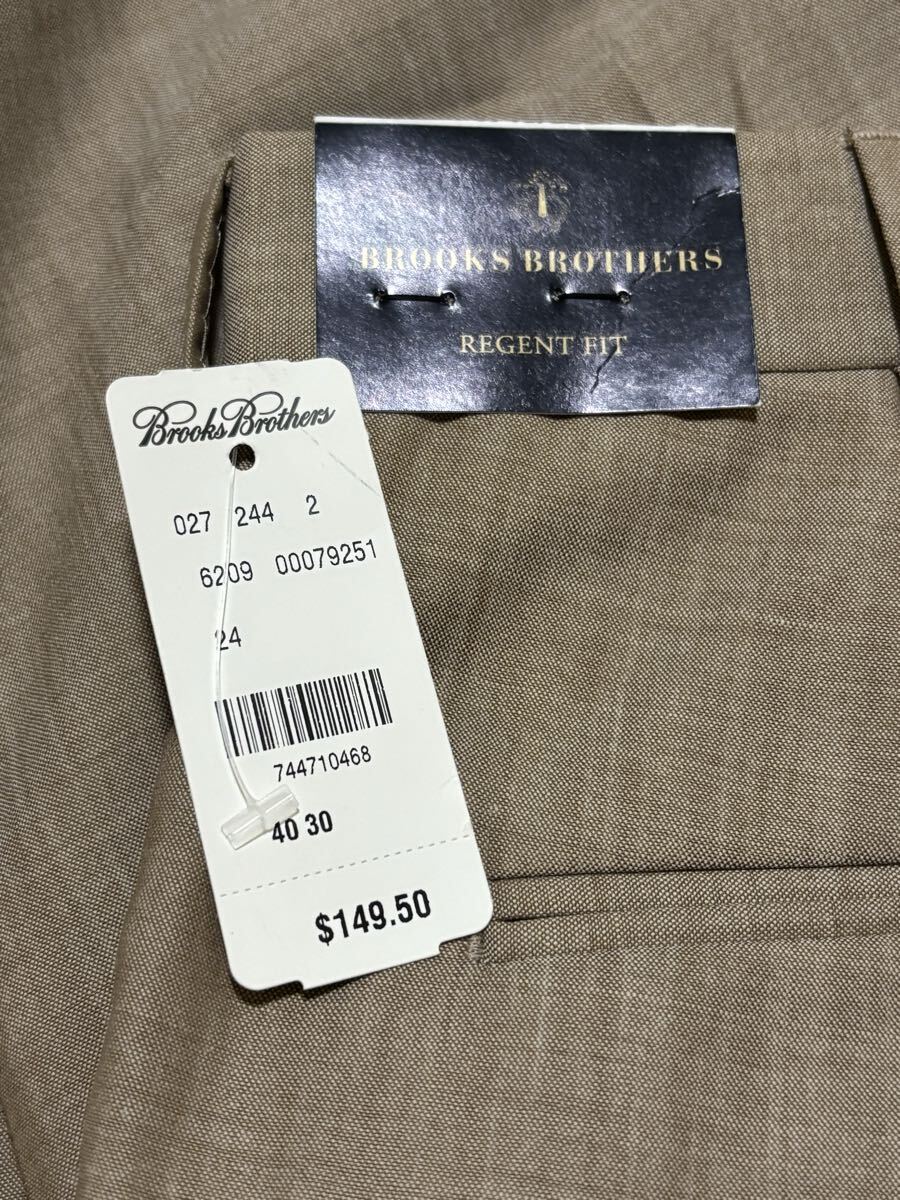 BROOKS BROTHERS
REGENT FIT
Brooks Brothers
027 244 2
6209 00079251
24
744710468
40 30
$149.50